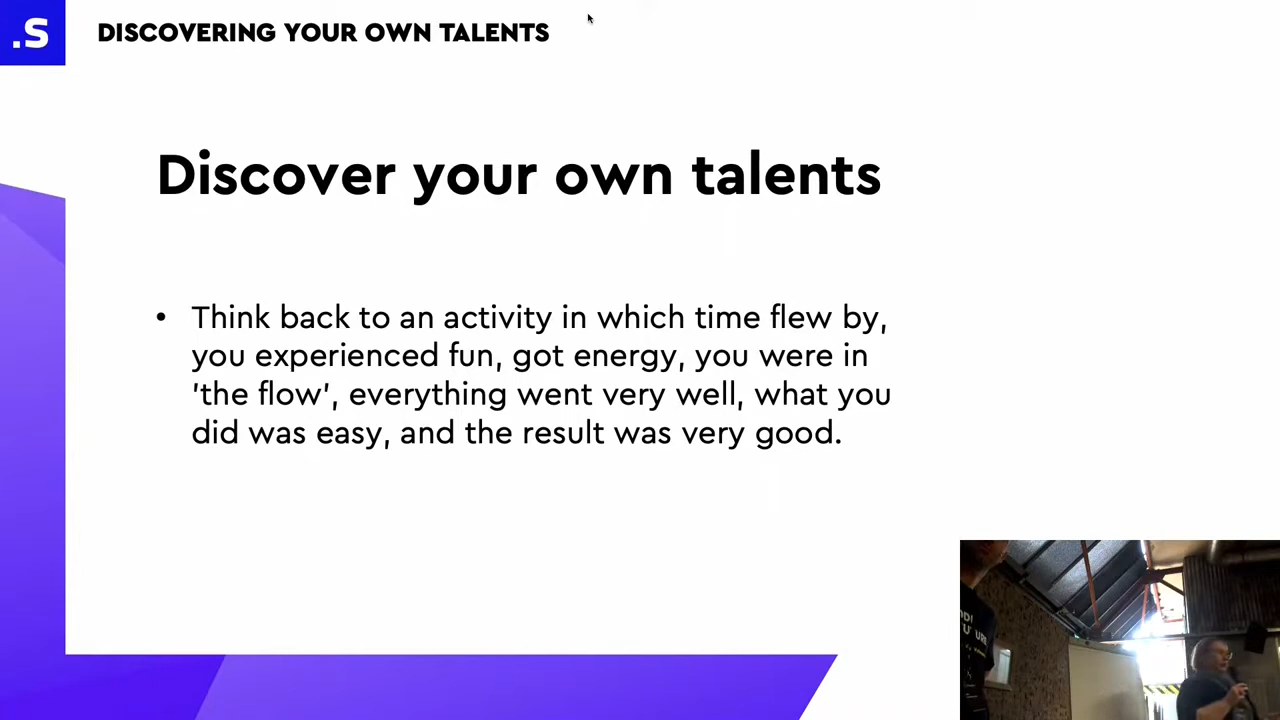 .S
DISCOVERING YOUR OWN TALENTS
Discover your own talents
• Think back to an activity in which time flew by,
you experienced fun, got energy, you were in
'the flow', everything went very well, what you
did was easy, and the result was very good.